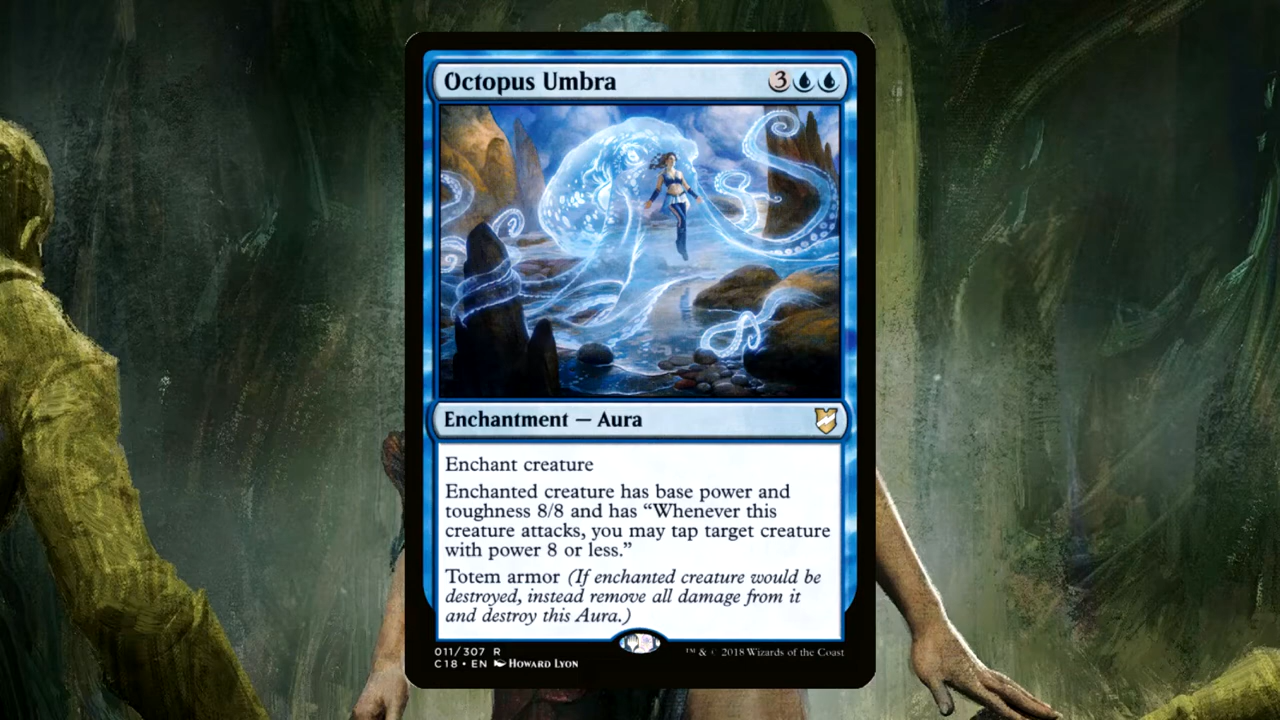 Octopus Umbra 3
Enchantment — Aura
Enchant creature
Enchanted creature has base power and
toughness 8/8 and has “Whenever this
creature attacks, you may tap target creature
with power 8 or less.”
Totem armor (If enchanted creature would be
destroyed, instead remove all damage from it
and destroy this Aura.)
011/307 R
C18 • EN Howard Lyon
™ & © 2018 Wizards of the Coast